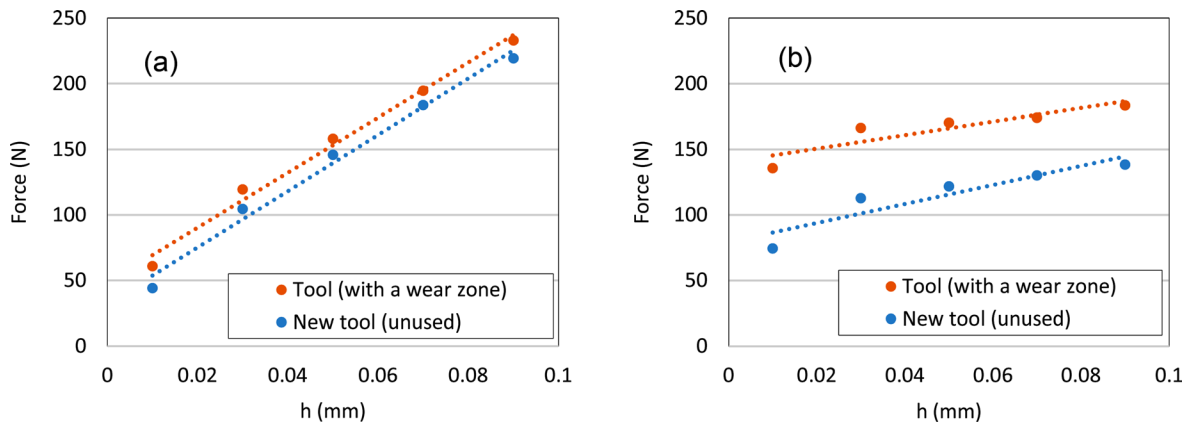 250
200
150
100
50
0
Force (N)
(a)
Tool (with a wear zone)
New tool (unused)
0 0.02 0.04 0.06 0.08 0.1
h (mm)
250
200
150
100
50
0
Force (N)
(b)
Tool (with a wear zone)
New tool (unused)
0 0.02 0.04 0.06 0.08 0.1
h (mm)